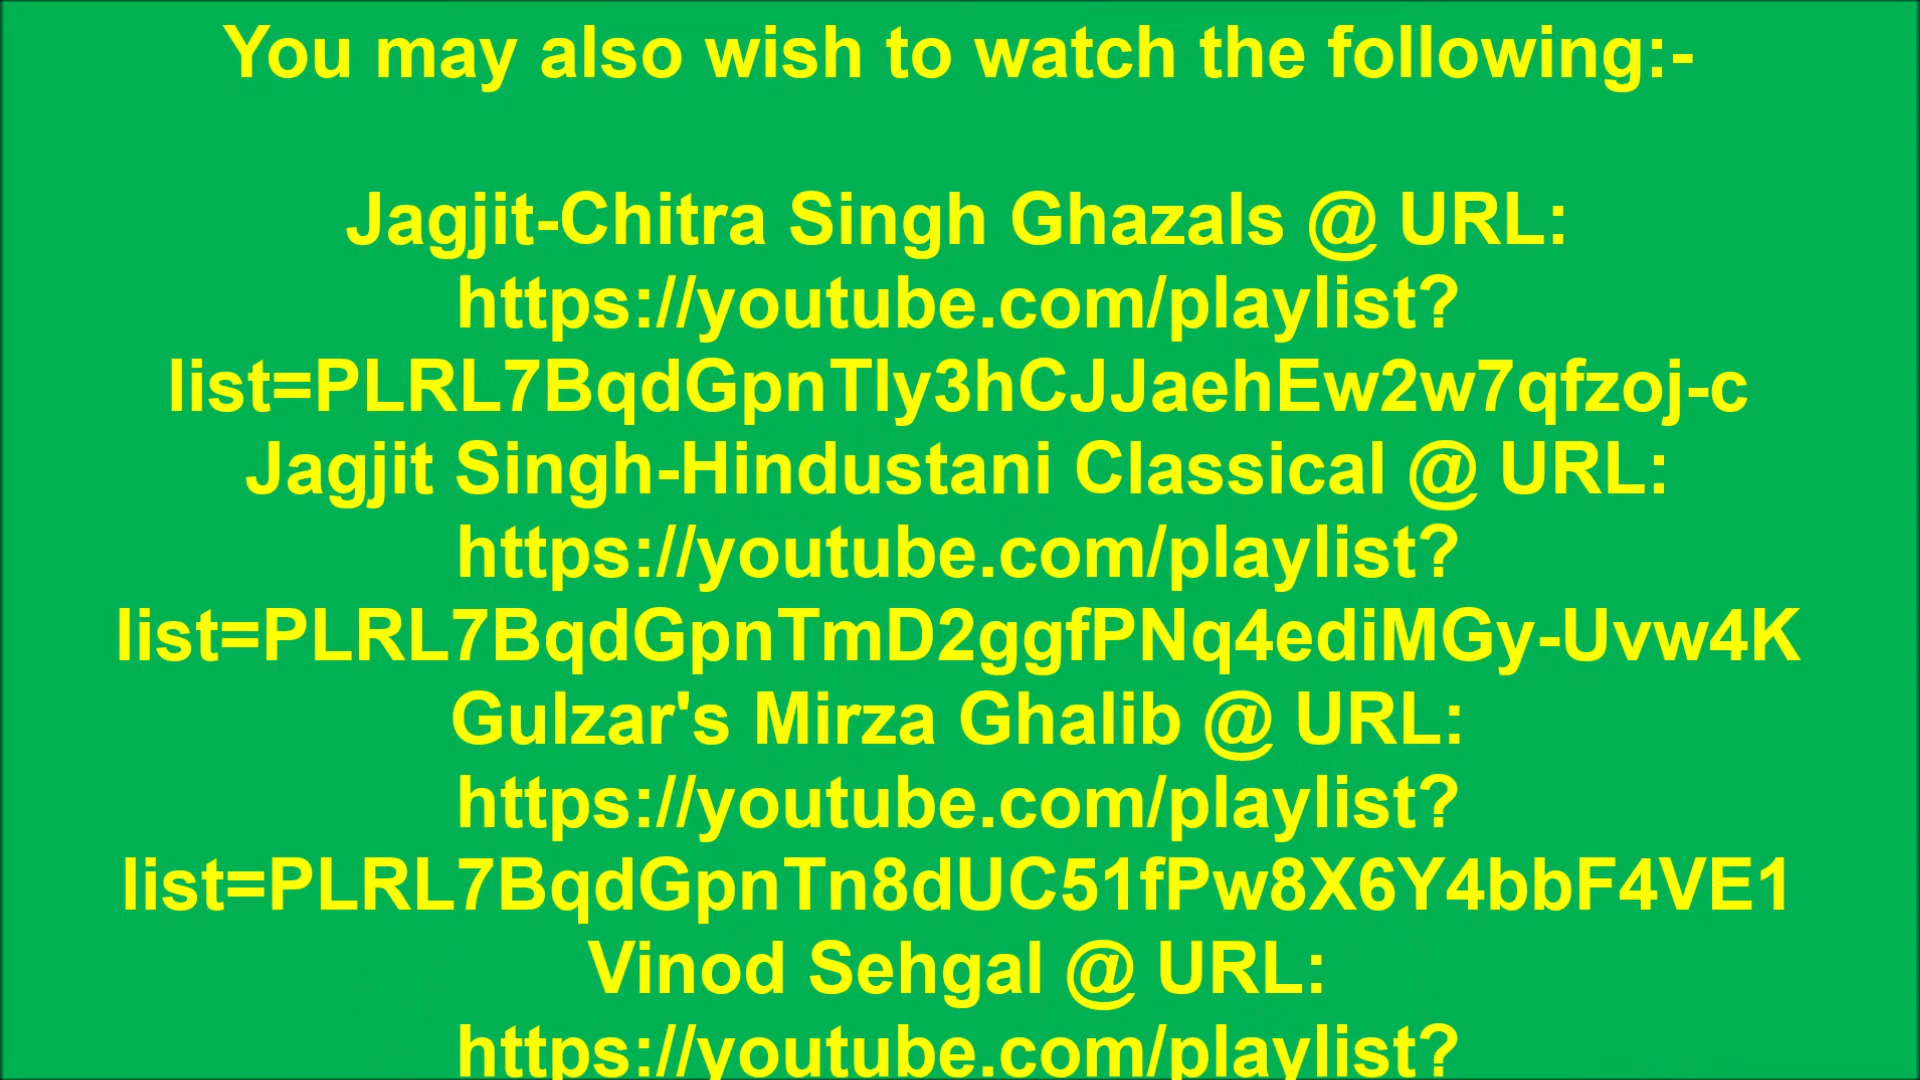 You may also wish to watch the following:-
Jagjit-Chitra Singh Ghazals @ URL:
https://youtube.com/playlist?
list=PLRL7BqdGpnTly3hCJJaehEw2w7qfzoj-c
Jagjit Singh-Hindustani Classical @ URL:
https://youtube.com/playlist?
list=PLRL7BqdGpnTmD2ggfPNq4ediMGy-Uvw4K
Gulzar's Mirza Ghalib @ URL:
https://youtube.com/playlist?
list=PLRL7BqdGpnTn8dUC51fPw8X6Y4bbF4VE1
Vinod Sehgal @ URL:
https://youtube.com/playlist?